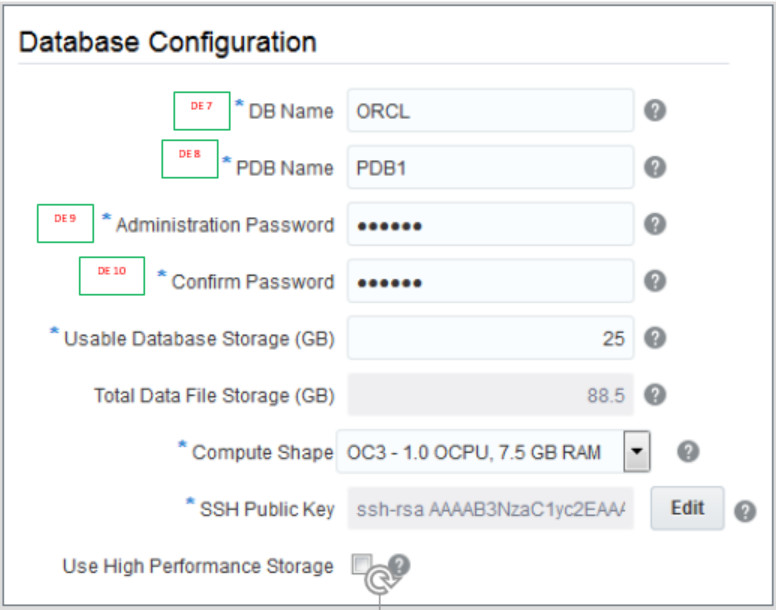 Database Configuration
DE 7 * DB Name ORCL ?
DE 8 * PDB Name PDB1 ?
DE 9 * Administration Password •••••• ?
DE 10 * Confirm Password •••••• ?
* Usable Database Storage (GB) 25 ?
Total Data File Storage (GB) 88.5 ?
* Compute Shape OC3 - 1.0 OCPU, 7.5 GB RAM ?
* SSH Public Key ssh-rsa AAAAB3NzaC1yc2EAAA Edit ?
Use High Performance Storage ?